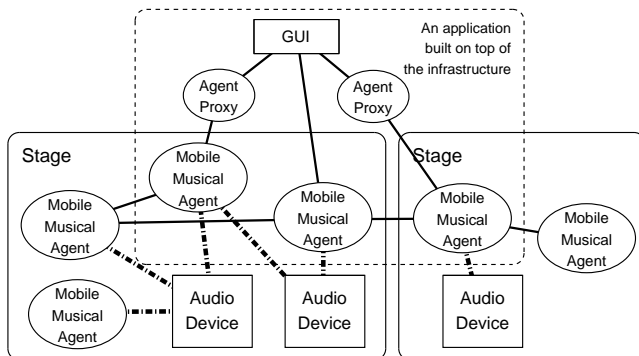 GUI
An application
built on top of
the infrastructure
Agent
Proxy
Agent
Proxy
Stage
Stage
Mobile
Musical
Agent
Mobile
Musical
Agent
Mobile
Musical
Agent
Mobile
Musical
Agent
Mobile
Musical
Agent
Mobile
Musical
Agent
Audio
Device
Audio
Device
Audio
Device